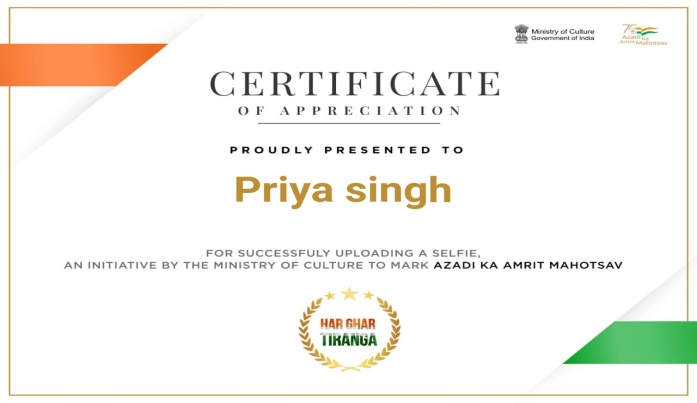 Ministry of Culture
Government of India
Azadi Ka
Amrit Mahotsav
CERTIFICATE
OF APPRECIATION
PROUDLY PRESENTED TO
Priya singh
FOR SUCCESSFULY UPLOADING A SELFIE,
AN INITIATIVE BY THE MINISTRY OF CULTURE TO MARK AZADI KA AMRIT MAHOTSAV
HAR GHAR
TIRANGA